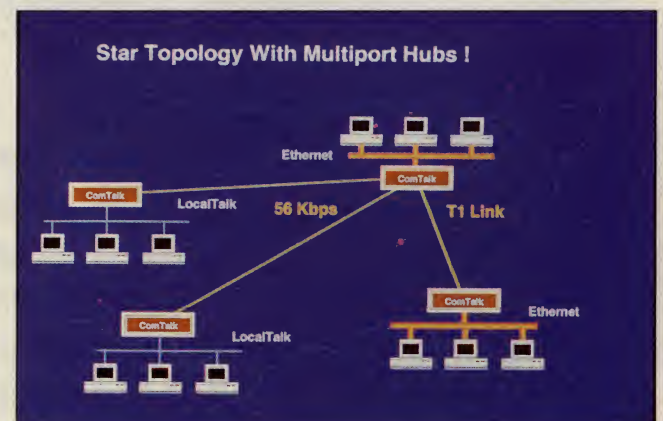 Star Topology With Multiport Hubs !
Ethernet
ComTalk
ComTalk
LocalTalk
56 Kbps
T1 Link
ComTalk
Ethernet
ComTalk
LocalTalk